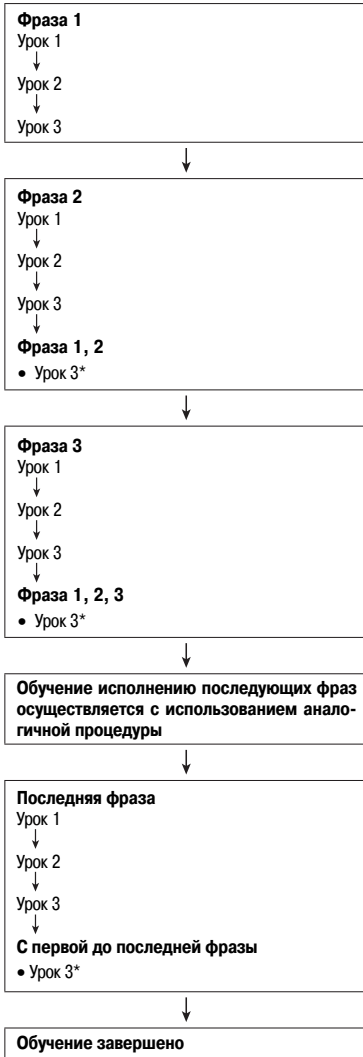 Фраза 1
Урок 1
Урок 2
Урок 3
Фраза 2
Урок 1
Урок 2
Урок 3
Фраза 1, 2
● Урок 3*
Фраза 3
Урок 1
Урок 2
Урок 3
Фраза 1, 2, 3
● Урок 3*
Обучение исполнению последующих фраз
осуществляется с использованием анало-
гичной процедуры
Последняя фраза
Урок 1
Урок 2
Урок 3
С первой до последней фразы
● Урок 3*
Обучение завершено